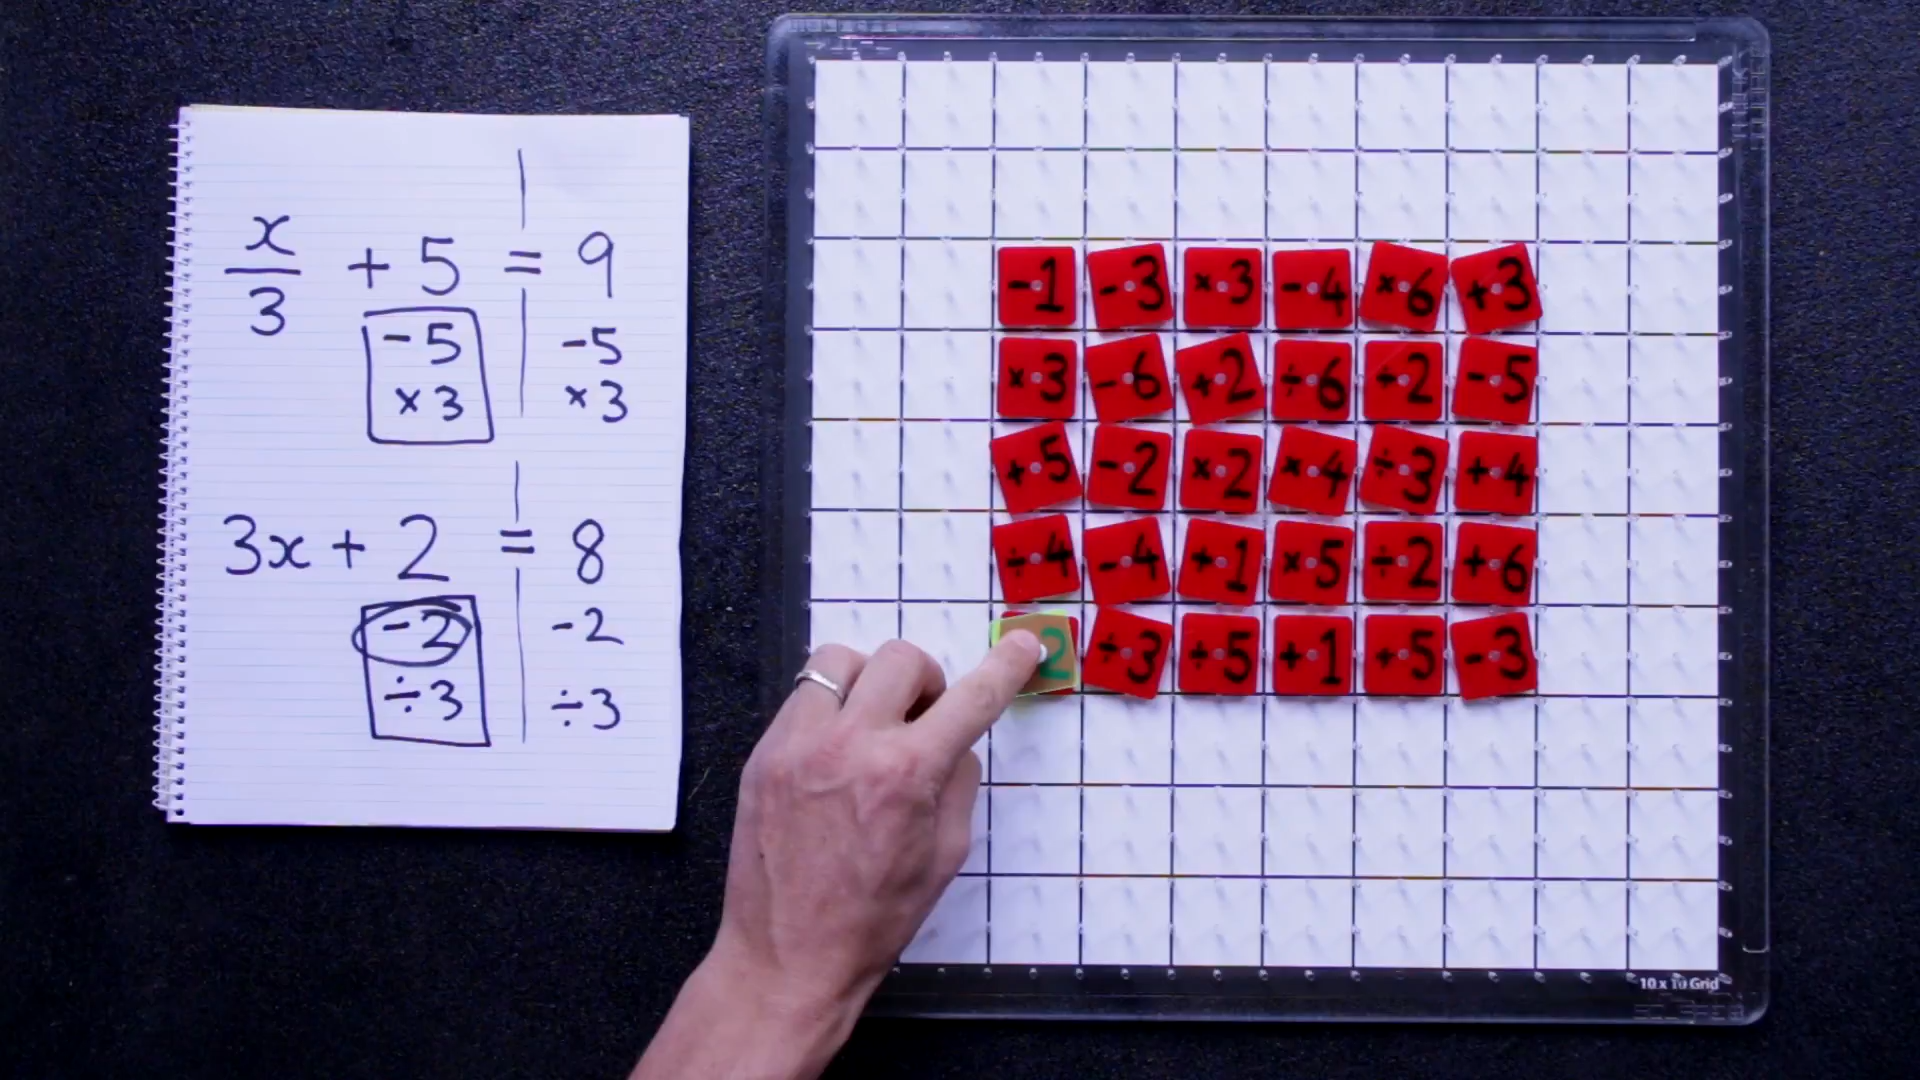 x/3 + 5 = 9
-5 -5
×3 ×3
3x + 2 = 8
-2 -2
÷3 ÷3
-1 -3 ×3 -4 ×6 +3
×3 -6 +2 ÷6 ÷2 -5
+5 -2 ×2 ×4 ÷3 +4
÷4 -4 +1 ×5 ÷2 +6
2 ÷3 ÷5 +1 +5 -3
10 x 10 Grid